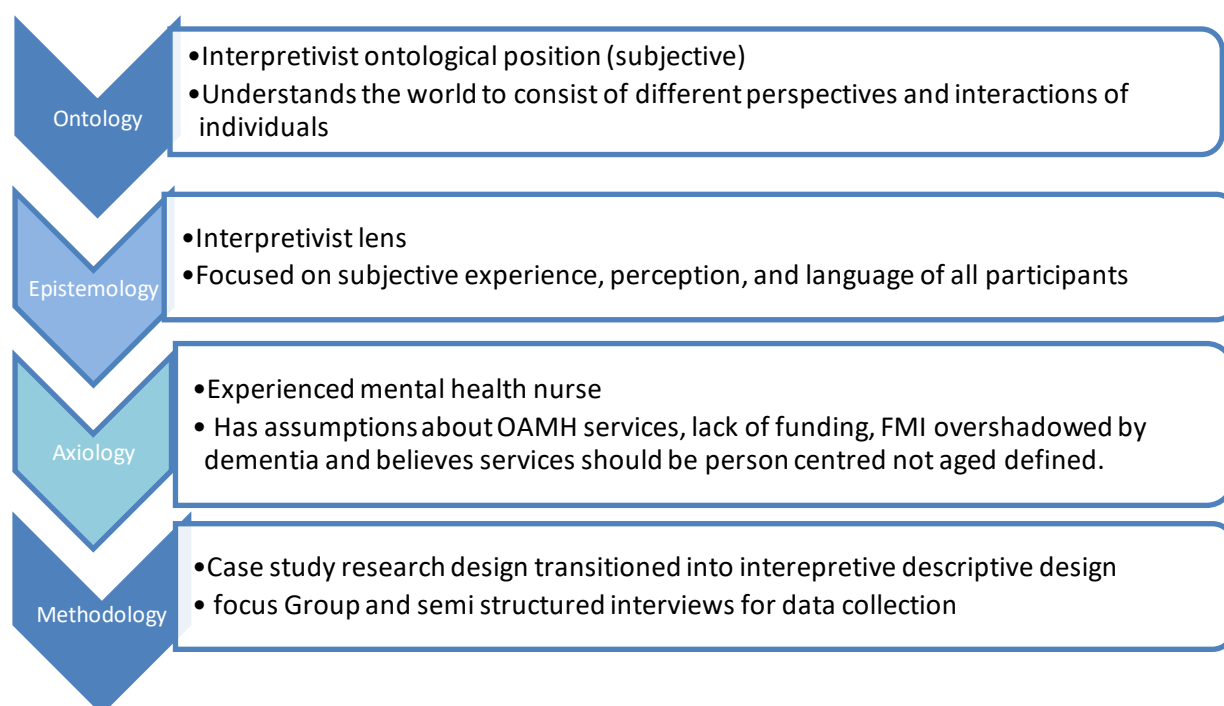 Ontology
•Interpretivist ontological position (subjective)
•Understands the world to consist of different perspectives and interactions of
individuals
Epistemology
•Interpretivist lens
•Focused on subjective experience, perception, and language of all participants
Axiology
•Experienced mental health nurse
• Has assumptions about OAMH services, lack of funding, FMI overshadowed by
dementia and believes services should be person centred not aged defined.
Methodology
•Case study research design transitioned into interepretive descriptive design
• focus Group and semi structured interviews for data collection